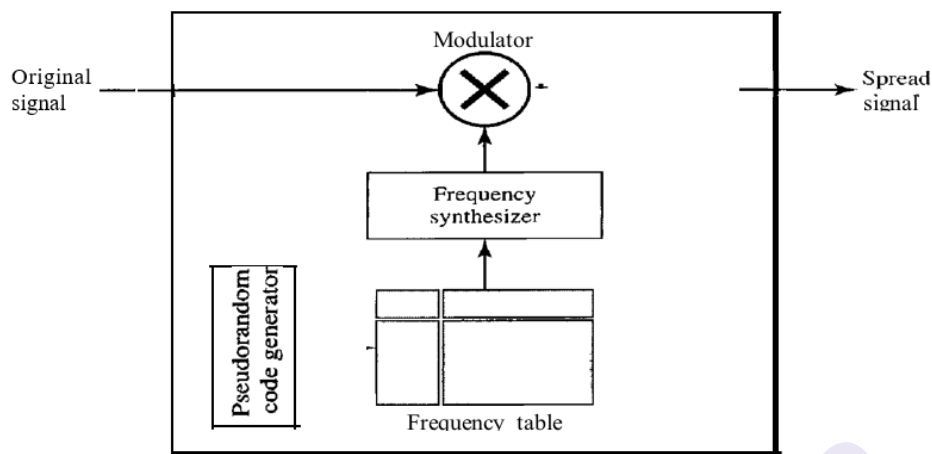 Modulator
Original
signal
Spread
signal
Frequency
synthesizer
Pseudorandom
code generator
Frequency table